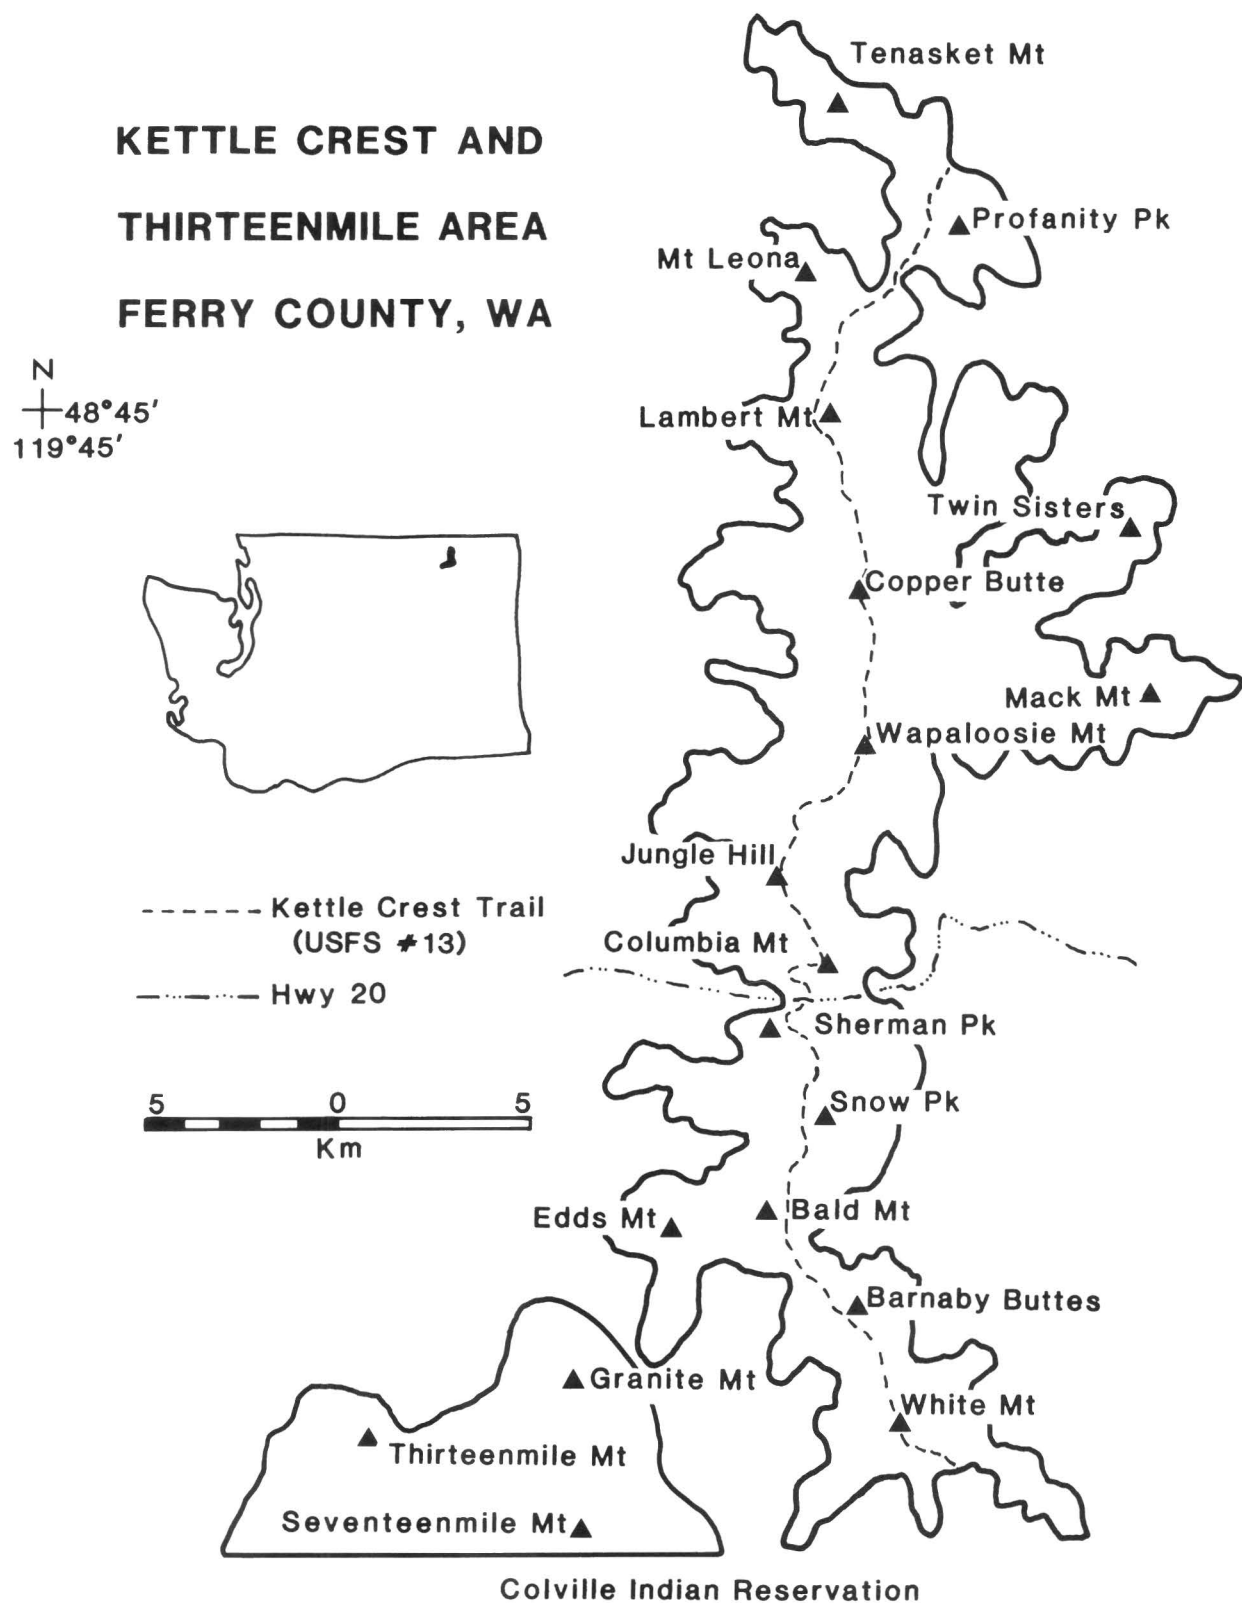 Tenasket Mt
KETTLE CREST AND
THIRTEENMILE AREA
FERRY COUNTY, WA
Profanity Pk
Mt Leona
N
48°45'
119°45'
Lambert Mt
Twin Sisters
Copper Butte
Mack Mt
Wapaloosie Mt
Jungle Hill
Kettle Crest Trail
(USFS #13)
Columbia Mt
Hwy 20
Sherman Pk
5 0 5
Km
Snow Pk
Edds Mt
Bald Mt
Barnaby Buttes
Granite Mt
White Mt
Thirteenmile Mt
Seventeenmile Mt
Colville Indian Reservation